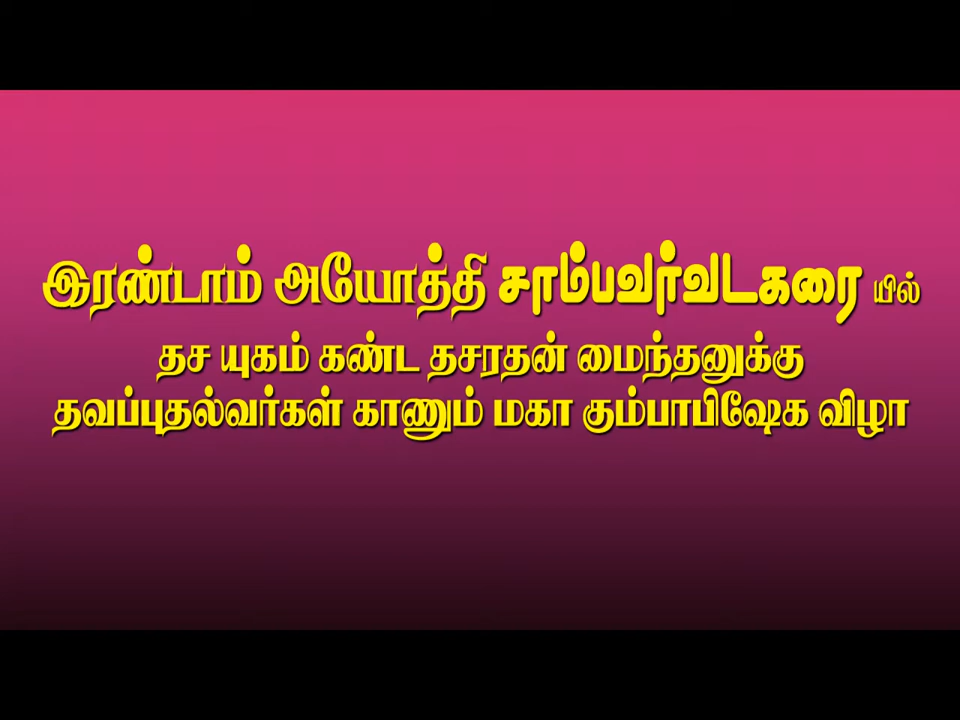 இரண்டாம் அயோத்தி சாம்பவர்வடகரை யில்
தச யுகம் கண்ட தசரதன் மைந்தனுக்கு
தவப்புதல்வர்கள் காணும் மகா கும்பாபிஷேக விழா